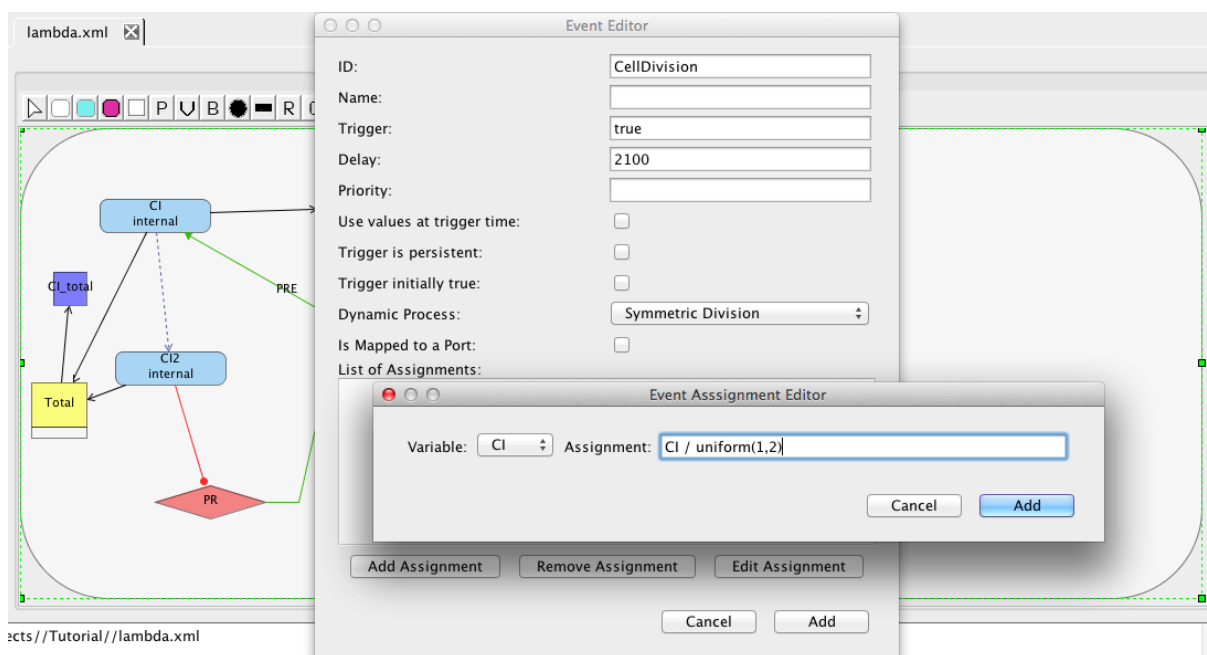 lambda.xml
Event Editor
ID: CellDivision
Name:
Trigger: true
P V B R
Delay: 2100
Priority:
CI
internal
Use values at trigger time:
Trigger is persistent:
CI_total
PRE
Trigger initially true:
Dynamic Process: Symmetric Division
Is Mapped to a Port:
CI2
internal
List of Assignments:
Total
Event Asssignment Editor
Variable: CI Assignment: CI / uniform(1,2)
PR
Cancel Add
Add Assignment Remove Assignment Edit Assignment
Cancel Add
ects//Tutorial//lambda.xml